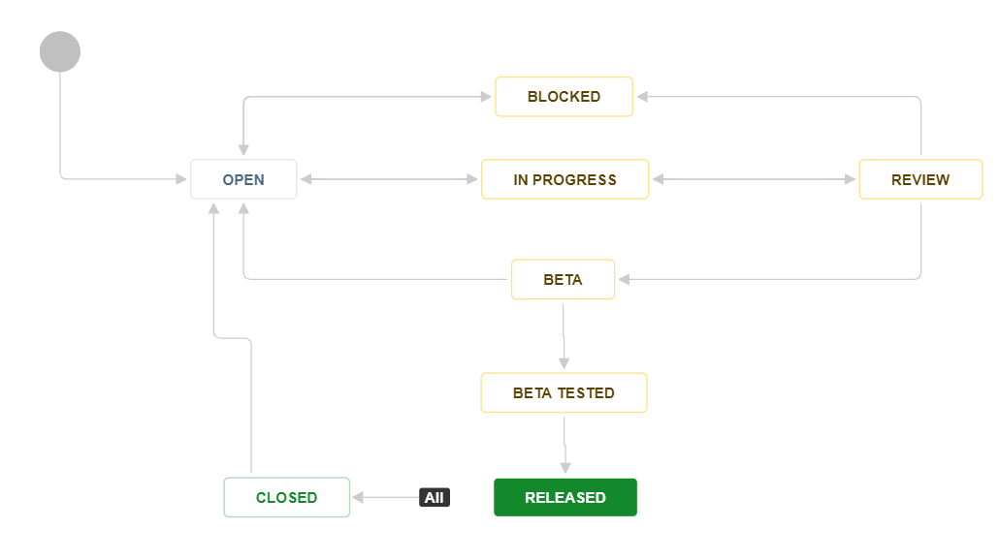 BLOCKED
OPEN
IN PROGRESS
REVIEW
BETA
BETA TESTED
CLOSED
All
RELEASED